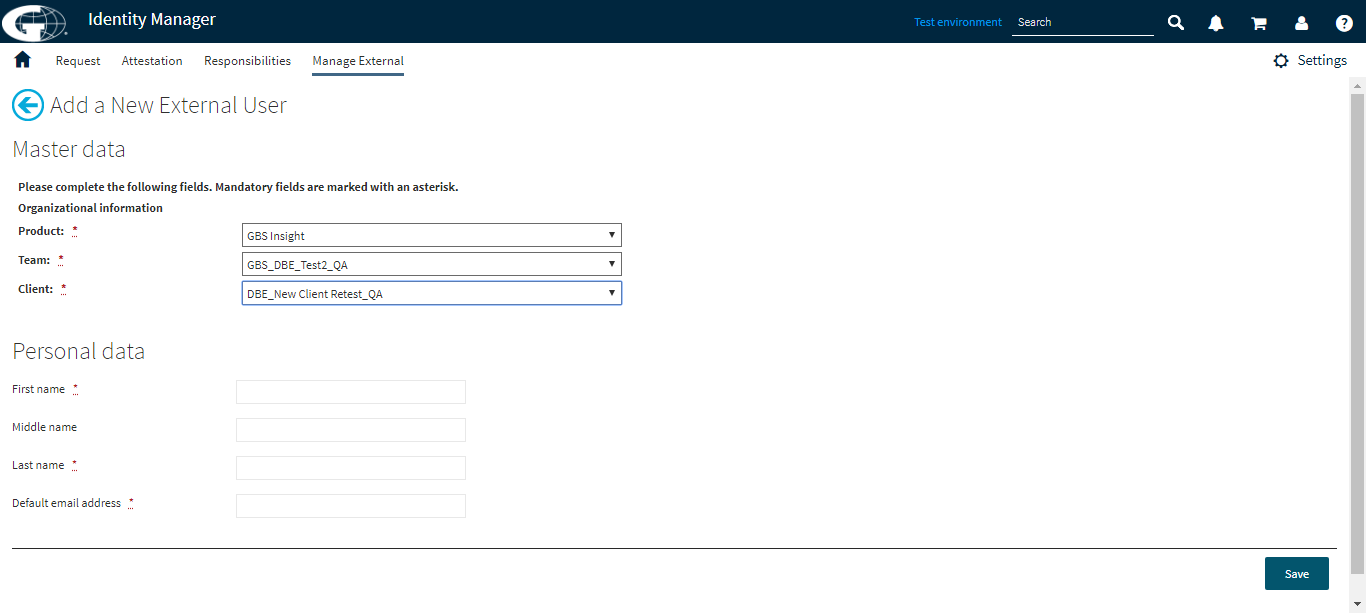 Identity Manager
Test environment
Search
Request Attestation Responsibilities Manage External
Settings
Add a New External User
Master data
Please complete the following fields. Mandatory fields are marked with an asterisk.
Organizational information
Product: * GBS Insight
Team: * GBS_DBE_Test2_QA
Client: * DBE_New Client Retest_QA
Personal data
First name *
Middle name
Last name *
Default email address *
Save